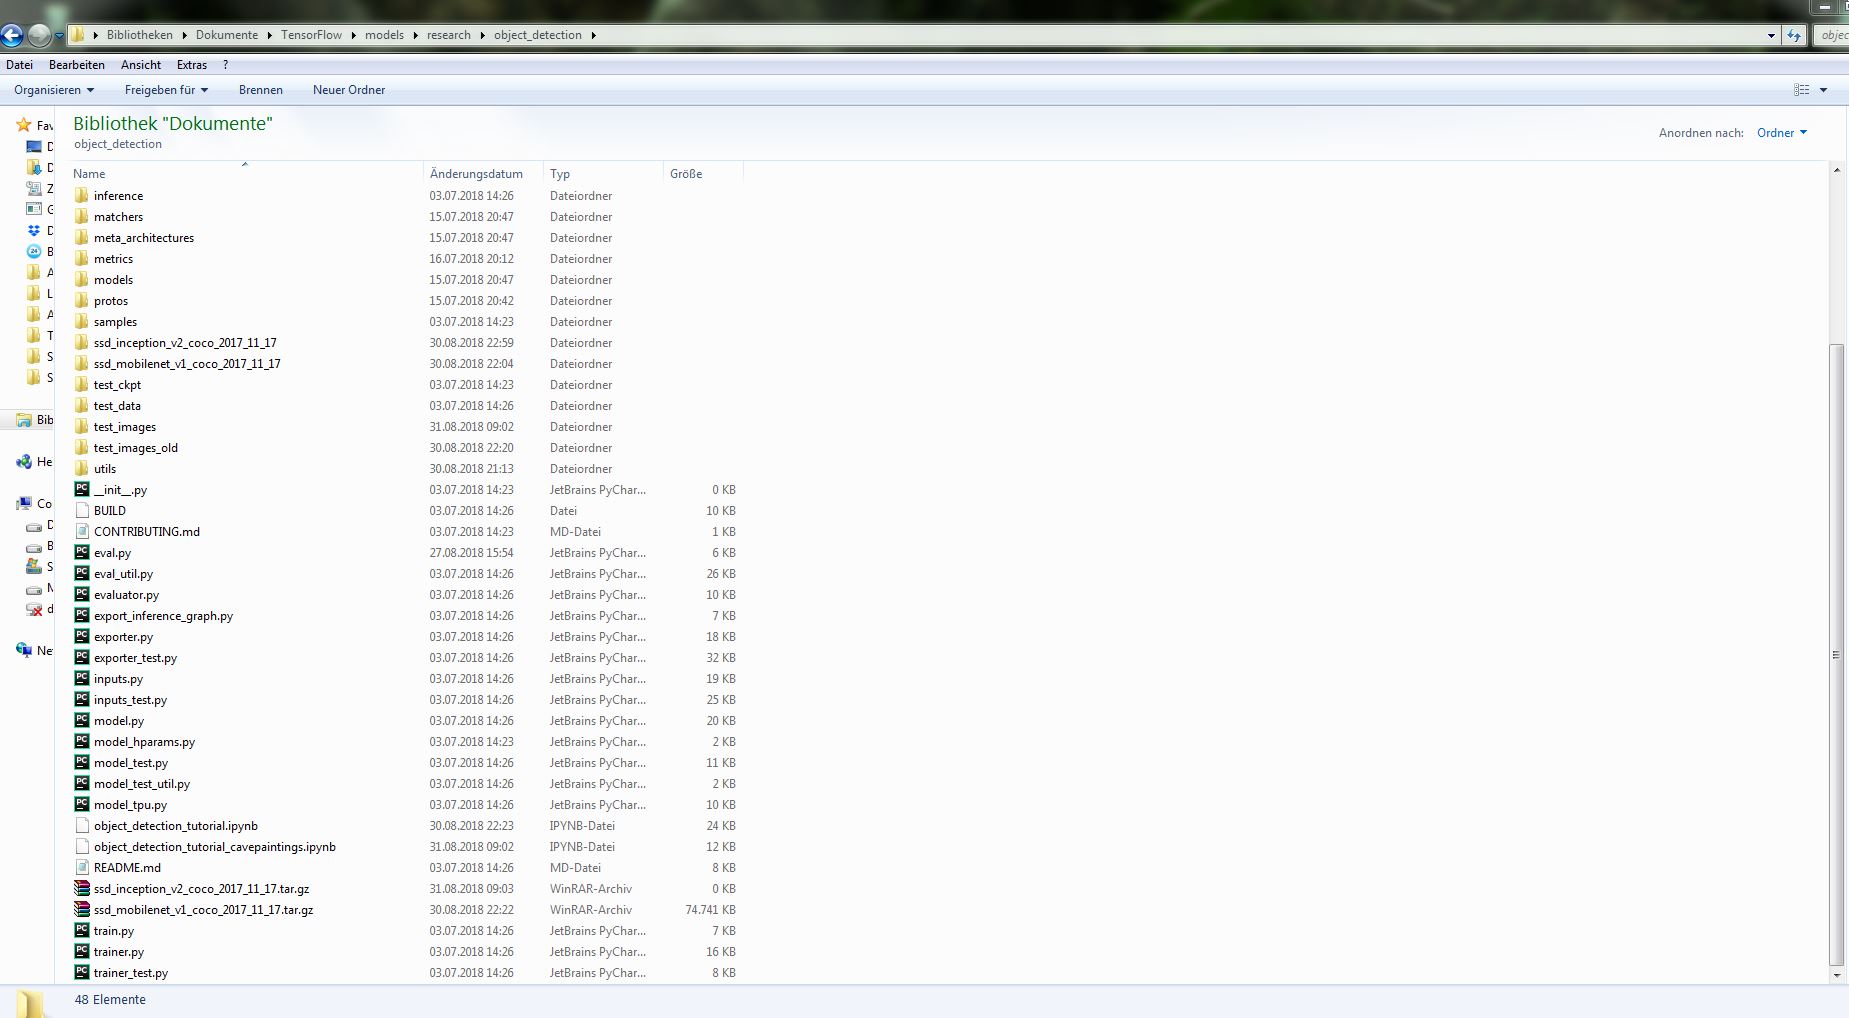 Bibliotheken Dokumente TensorFlow models research object_detection
objec
Datei Bearbeiten Ansicht Extras ?
Organisieren Freigeben für Brennen Neuer Ordner
Fav
D
D
Z
G
D
B
A
L
A
T
S
S
Bib
He
Co
D
B
S
M
d
Ne
Bibliothek "Dokumente"
object_detection
Anordnen nach: Ordner
Name Änderungsdatum Typ Größe
inference 03.07.2018 14:26 Dateiordner
matchers 15.07.2018 20:47 Dateiordner
meta_architectures 15.07.2018 20:47 Dateiordner
metrics 16.07.2018 20:12 Dateiordner
models 15.07.2018 20:47 Dateiordner
protos 15.07.2018 20:42 Dateiordner
samples 03.07.2018 14:23 Dateiordner
ssd_inception_v2_coco_2017_11_17 30.08.2018 22:59 Dateiordner
ssd_mobilenet_v1_coco_2017_11_17 30.08.2018 22:04 Dateiordner
test_ckpt 03.07.2018 14:23 Dateiordner
test_data 03.07.2018 14:26 Dateiordner
test_images 31.08.2018 09:02 Dateiordner
test_images_old 30.08.2018 22:20 Dateiordner
utils 30.08.2018 21:13 Dateiordner
__init__.py 03.07.2018 14:23 JetBrains PyChar... 0 KB
BUILD 03.07.2018 14:26 Datei 10 KB
CONTRIBUTING.md 03.07.2018 14:23 MD-Datei 1 KB
eval.py 27.08.2018 15:54 JetBrains PyChar... 6 KB
eval_util.py 03.07.2018 14:26 JetBrains PyChar... 26 KB
evaluator.py 03.07.2018 14:26 JetBrains PyChar... 10 KB
export_inference_graph.py 03.07.2018 14:26 JetBrains PyChar... 7 KB
exporter.py 03.07.2018 14:26 JetBrains PyChar... 18 KB
exporter_test.py 03.07.2018 14:26 JetBrains PyChar... 32 KB
inputs.py 03.07.2018 14:26 JetBrains PyChar... 19 KB
inputs_test.py 03.07.2018 14:26 JetBrains PyChar... 25 KB
model.py 03.07.2018 14:26 JetBrains PyChar... 20 KB
model_hparams.py 03.07.2018 14:23 JetBrains PyChar... 2 KB
model_test.py 03.07.2018 14:26 JetBrains PyChar... 11 KB
model_test_util.py 03.07.2018 14:26 JetBrains PyChar... 2 KB
model_tpu.py 03.07.2018 14:26 JetBrains PyChar... 10 KB
object_detection_tutorial.ipynb 30.08.2018 22:23 IPYNB-Datei 24 KB
object_detection_tutorial_cavepaintings.ipynb 31.08.2018 09:02 IPYNB-Datei 12 KB
README.md 03.07.2018 14:26 MD-Datei 8 KB
ssd_inception_v2_coco_2017_11_17.tar.gz 31.08.2018 09:03 WinRAR-Archiv 0 KB
ssd_mobilenet_v1_coco_2017_11_17.tar.gz 30.08.2018 22:22 WinRAR-Archiv 74.741 KB
train.py 03.07.2018 14:26 JetBrains PyChar... 7 KB
trainer.py 03.07.2018 14:26 JetBrains PyChar... 16 KB
trainer_test.py 03.07.2018 14:26 JetBrains PyChar... 8 KB
48 Elemente